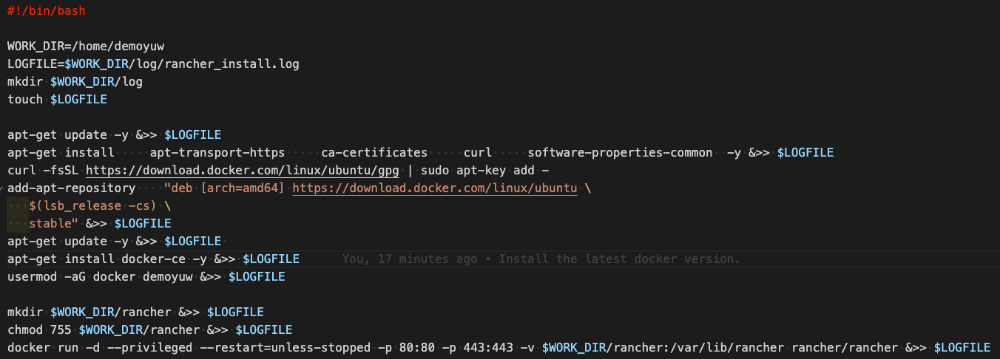 #!/bin/bash
WORK_DIR=/home/demoyuw
LOGFILE=$WORK_DIR/log/rancher_install.log
mkdir $WORK_DIR/log
touch $LOGFILE
apt-get update -y &>> $LOGFILE
apt-get install     apt-transport-https     ca-certificates     curl     software-properties-common  -y &>> $LOGFILE
curl -fsSL https://download.docker.com/linux/ubuntu/gpg | sudo apt-key add -
add-apt-repository    "deb [arch=amd64] https://download.docker.com/linux/ubuntu \
   $(lsb_release -cs) \
   stable" &>> $LOGFILE
apt-get update -y &>> $LOGFILE
apt-get install docker-ce -y &>> $LOGFILE You, 17 minutes ago • Install the latest docker version.
usermod -aG docker demoyuw &>> $LOGFILE
mkdir $WORK_DIR/rancher &>> $LOGFILE
chmod 755 $WORK_DIR/rancher &>> $LOGFILE
docker run -d --privileged --restart=unless-stopped -p 80:80 -p 443:443 -v $WORK_DIR/rancher:/var/lib/rancher rancher/rancher &>> $LOGFILE